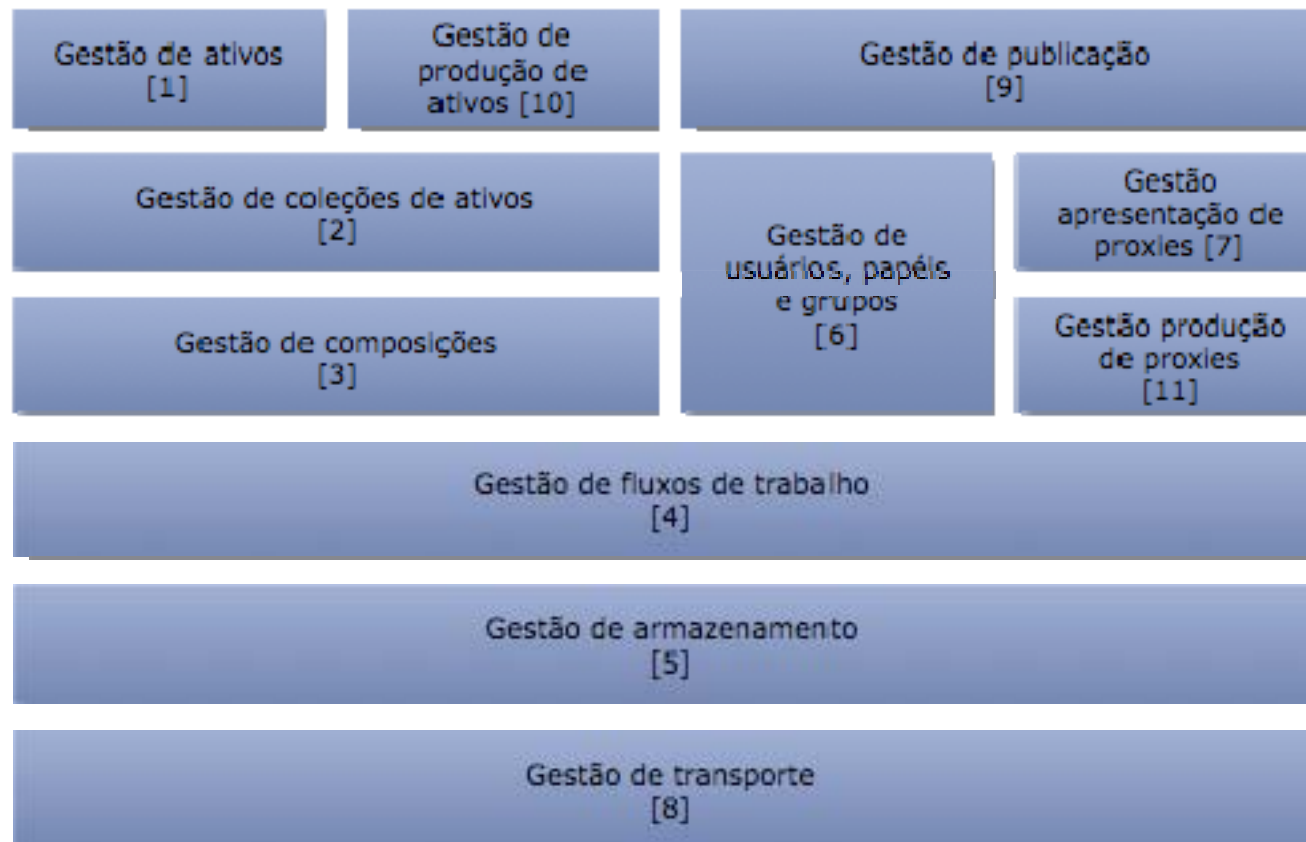 Gestão de ativos
[1]
Gestão de
produção de
ativos [10]
Gestão de publicação
[9]
Gestão de coleções de ativos
[2]
Gestão de
usuários, papéis
e grupos
[6]
Gestão
apresentação de
proxies [7]
Gestão de composições
[3]
Gestão produção
de proxies
[11]
Gestão de fluxos de trabalho
[4]
Gestão de armazenamento
[5]
Gestão de transporte
[8]